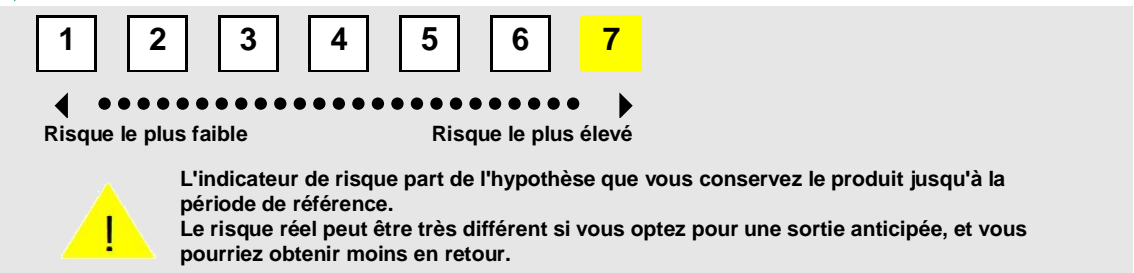 1 2 3 4 5 6 7
Risque le plus faible Risque le plus élevé
L'indicateur de risque part de l'hypothèse que vous conservez le produit jusqu'à la
période de référence.
Le risque réel peut être très différent si vous optez pour une sortie anticipée, et vous
pourriez obtenir moins en retour.
!